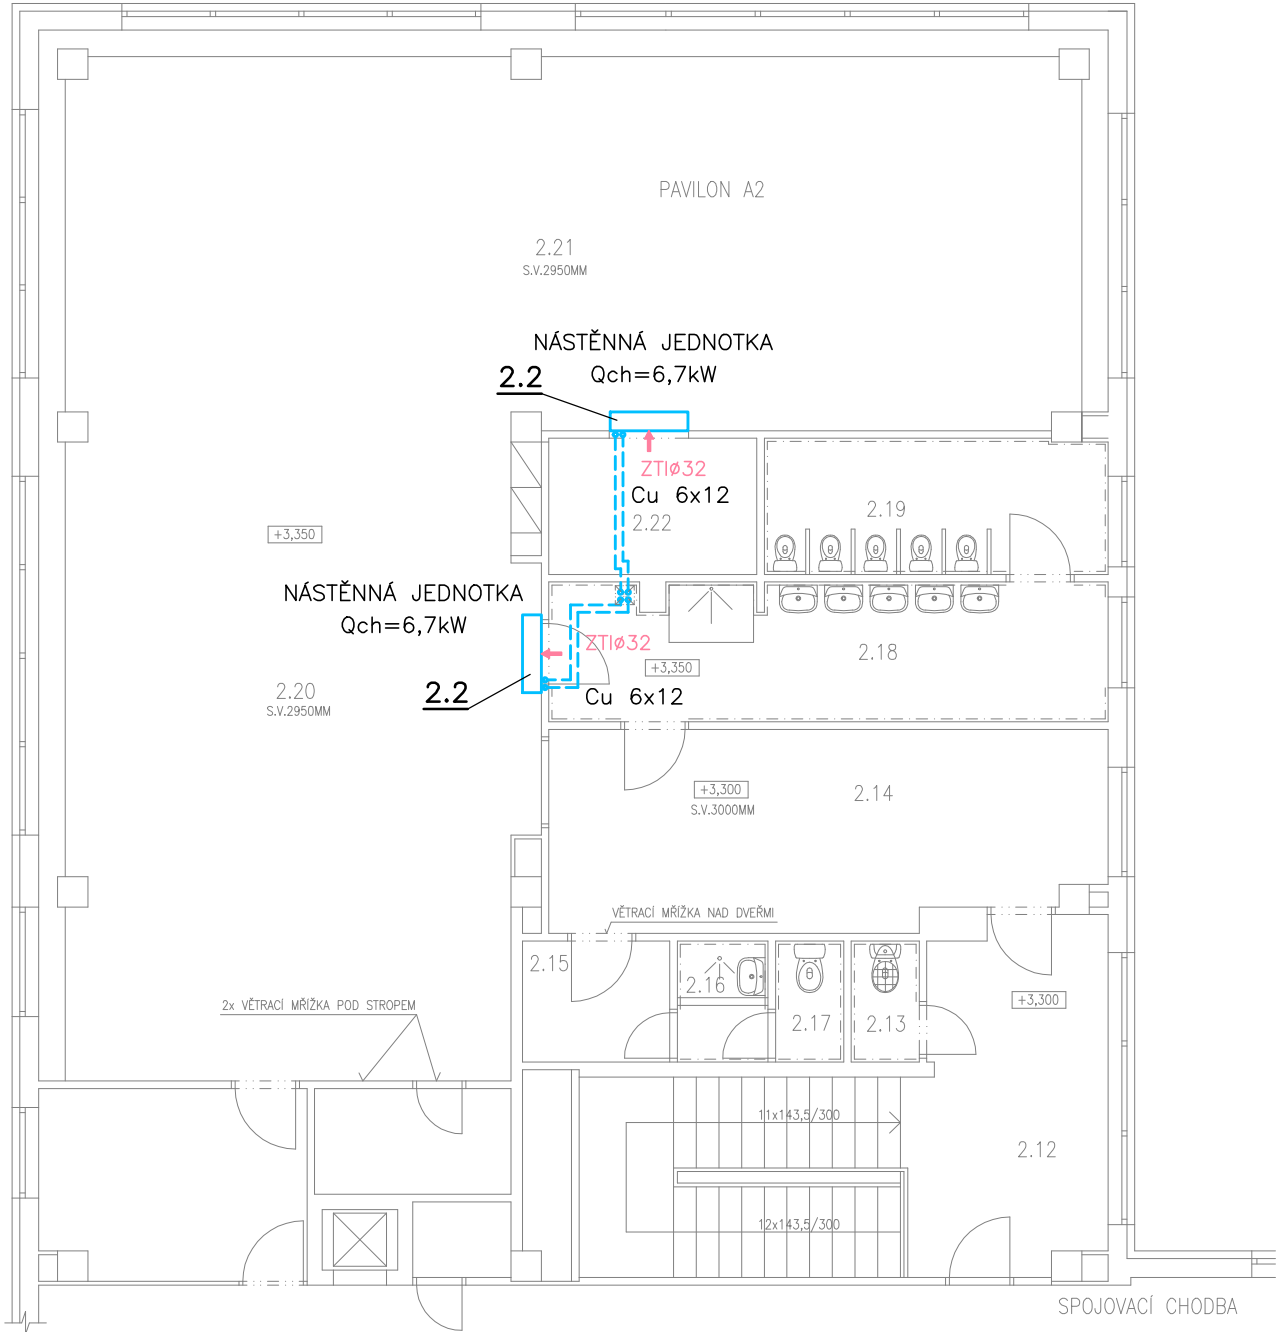 PAVILON A2
2.21
S.V.2950MM
NÁSTĚNNÁ JEDNOTKA
Qch=6,7kW
2.2
ZTIø32
Cu 6x12
2.22
2.19
+3,350
NÁSTĚNNÁ JEDNOTKA
Qch=6,7kW
ZTIø32
2.18
+3,350
2.20
S.V.2950MM
2.2
Cu 6x12
+3,300
S.V.3000MM
2.14
VĚTRACÍ MŘÍŽKA NAD DVEŘMI
2.15
2.16
2.17
2.13
+3,300
2x VĚTRACÍ MŘÍŽKA POD STROPEM
11x143,5/300
2.12
12x143,5/300
SPOJOVACÍ CHODBA